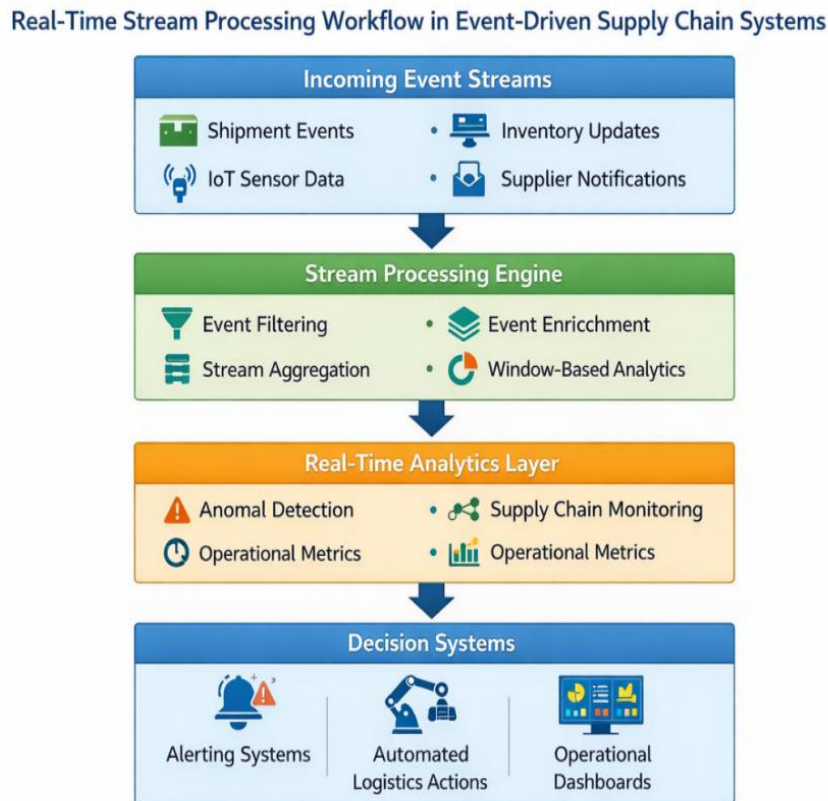 Real-Time Stream Processing Workflow in Event-Driven Supply Chain Systems
Incoming Event Streams
Shipment Events • Inventory Updates
IoT Sensor Data • Supplier Notifications
Stream Processing Engine
Event Filtering • Event Enricchment
Stream Aggregation • Window-Based Analytics
Real-Time Analytics Layer
Anomal Detection • Supply Chain Monitoring
Operational Metrics • Operational Metrics
Decision Systems
Alerting Systems
Automated
Logistics Actions
Operational
Dashboards